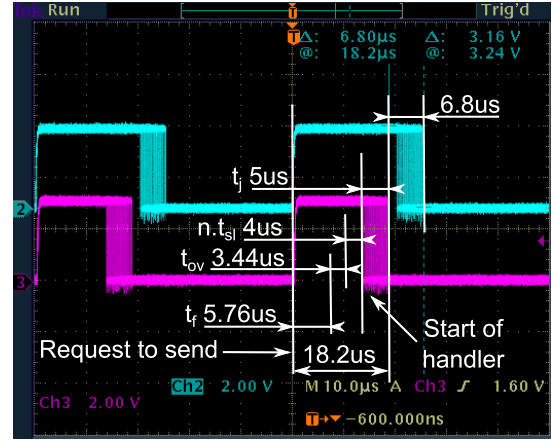 Run
Trig'd
T
T
Δ: 6.80µs
Δ: 3.16 V
@: 18.2µs
@: 3.24 V
6.8us
tj 5us
2
n.tsl 4us
tov 3.44us
3
tf 5.76us
Start of
handler
Request to send
18.2us
Ch2 2.00 V
M 10.0µs A Ch3 ʃ 1.60 V
Ch3 2.00 V
T→▼ −600.000ns